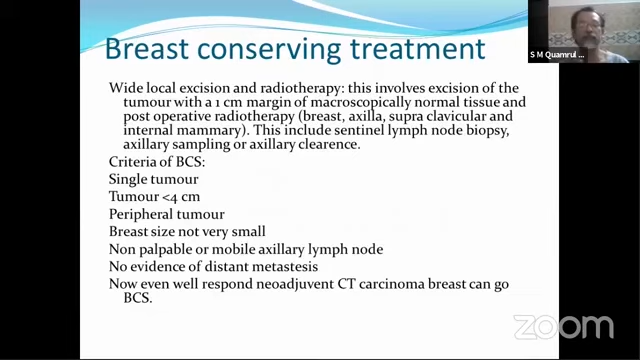 Breast conserving treatment
S M Quamrul ...
Wide local excision and radiotherapy: this involves excision of the
tumour with a 1 cm margin of macroscopically normal tissue and
post operative radiotherapy (breast, axilla, supra clavicular and
internal mammary). This include sentinel lymph node biopsy,
axillary sampling or axillary clearence.
Criteria of BCS:
Single tumour
Tumour <4 cm
Peripheral tumour
Breast size not very small
Non palpable or mobile axillary lymph node
No evidence of distant metastesis
Now even well respond neoadjuvent CT carcinoma breast can go
BCS.
zoom